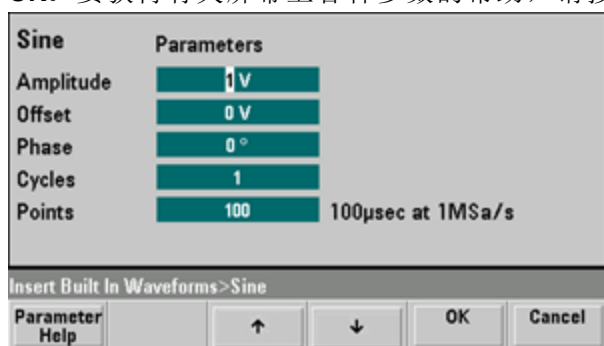 Sine Parameters
Amplitude 1 V
Offset 0 V
Phase 0 °
Cycles 1
Points 100 100µsec at 1MSa/s
Insert Built In Waveforms>Sine
Parameter Help ↑ ↓ OK Cancel